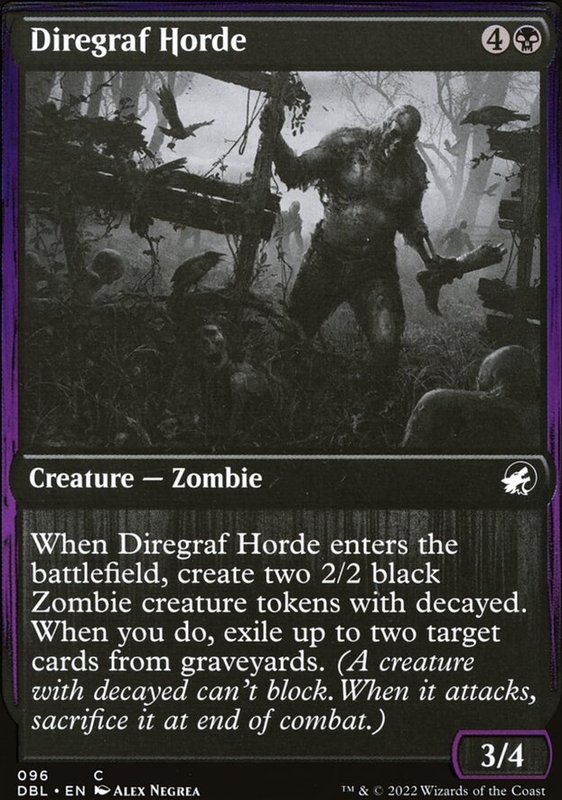 Diregraf Horde 4
Creature — Zombie
When Diregraf Horde enters the
battlefield, create two 2/2 black
Zombie creature tokens with decayed.
When you do, exile up to two target
cards from graveyards. (A creature
with decayed can't block. When it attacks,
sacrifice it at end of combat.)
3/4
096 C
DBL • EN Alex Negrea
™ & © 2022 Wizards of the Coast